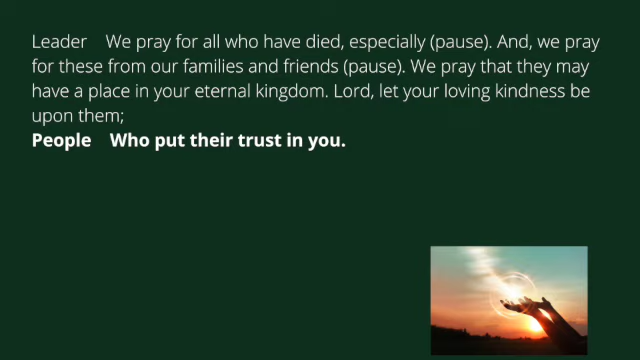 Leader We pray for all who have died, especially (pause). And, we pray
for these from our families and friends (pause). We pray that they may
have a place in your eternal kingdom. Lord, let your loving kindness be
upon them;
People Who put their trust in you.